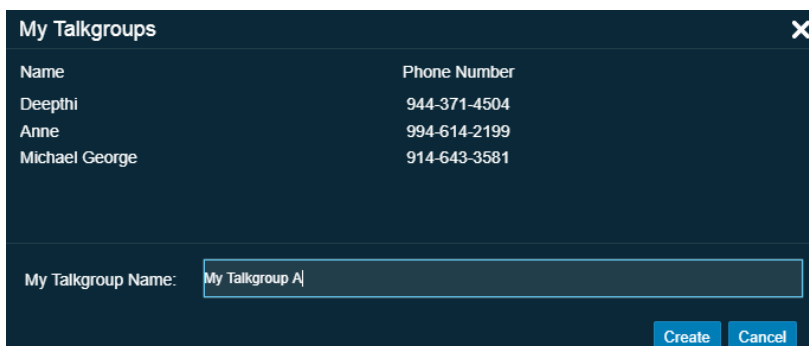 My Talkgroups
Name Phone Number
Deepthi 944-371-4504
Anne 994-614-2199
Michael George 914-643-3581
My Talkgroup Name: My Talkgroup A
Create Cancel